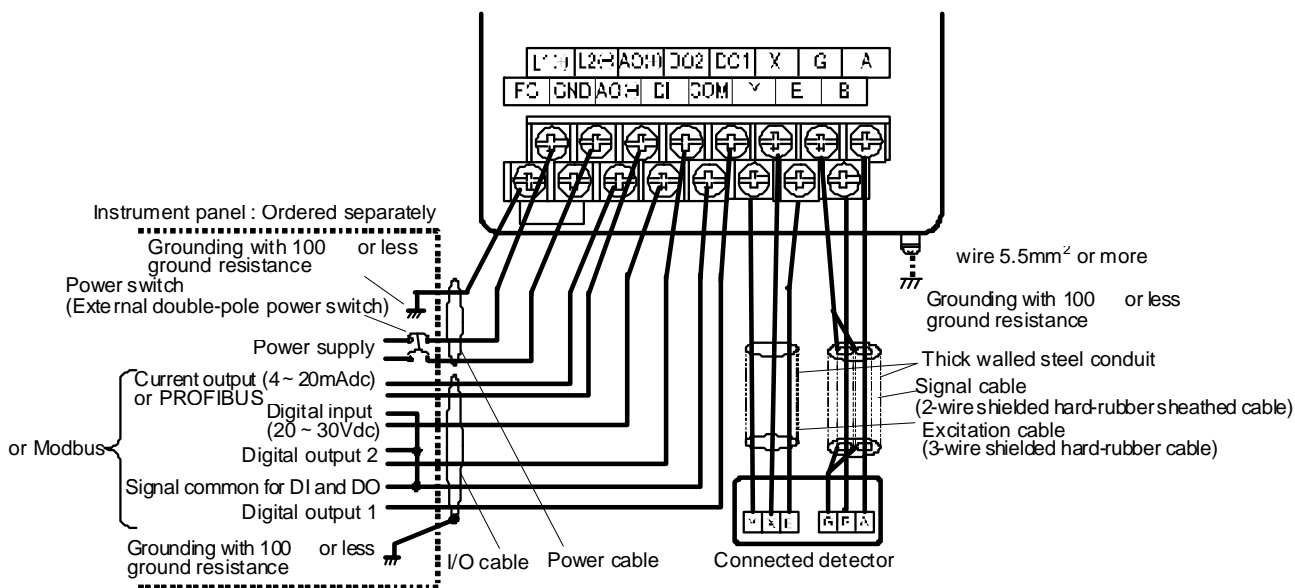 L2(-) AO(+) DO2 DO1 X G A
GND AO(-) DI COM Y E B
Instrument panel : Ordered separately
Grounding with 100 or less
ground resistance
Power switch
(External double-pole power switch)
Power supply
Current output (4~20mAdc)
or PROFIBUS
Digital input
(20 ~ 30Vdc)
or Modbus
Digital output 2
Signal common for DI and DO
Digital output 1
Grounding with 100 or less
ground resistance
I/O cable
Power cable
wire 5.5mm² or more
Grounding with 100 or less
ground resistance
Thick walled steel conduit
Signal cable
(2-wire shielded hard-rubber sheathed cable)
Excitation cable
(3-wire shielded hard-rubber cable)
X E
A
Connected detector